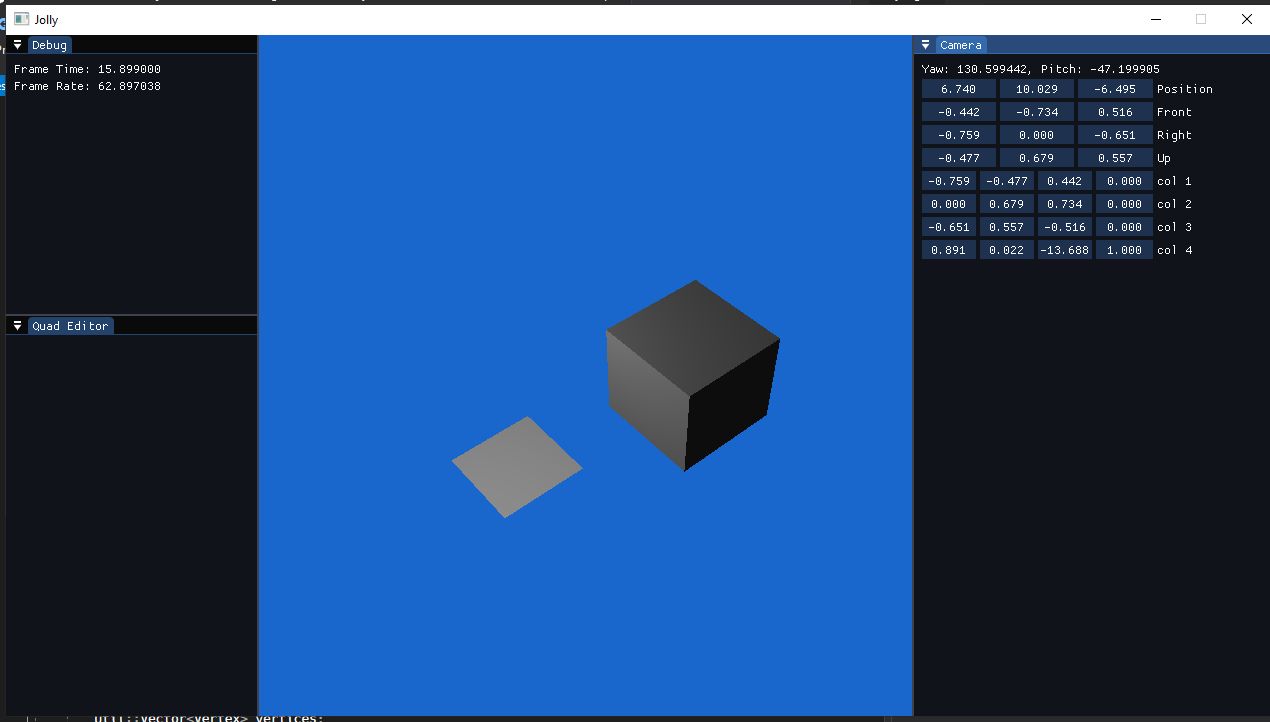 Jolly
Debug
Frame Time: 15.899000
Frame Rate: 62.897038
Quad Editor
Camera
Yaw: 130.599442, Pitch: -47.199905
6.740 10.029 -6.495 Position
-0.442 -0.734 0.516 Front
-0.759 0.000 -0.651 Right
-0.477 0.679 0.557 Up
-0.759 -0.477 0.442 0.000 col 1
0.000 0.679 0.734 0.000 col 2
-0.651 0.557 -0.516 0.000 col 3
0.891 0.022 -13.688 1.000 col 4
Util::Vector<Vertex> vertices;